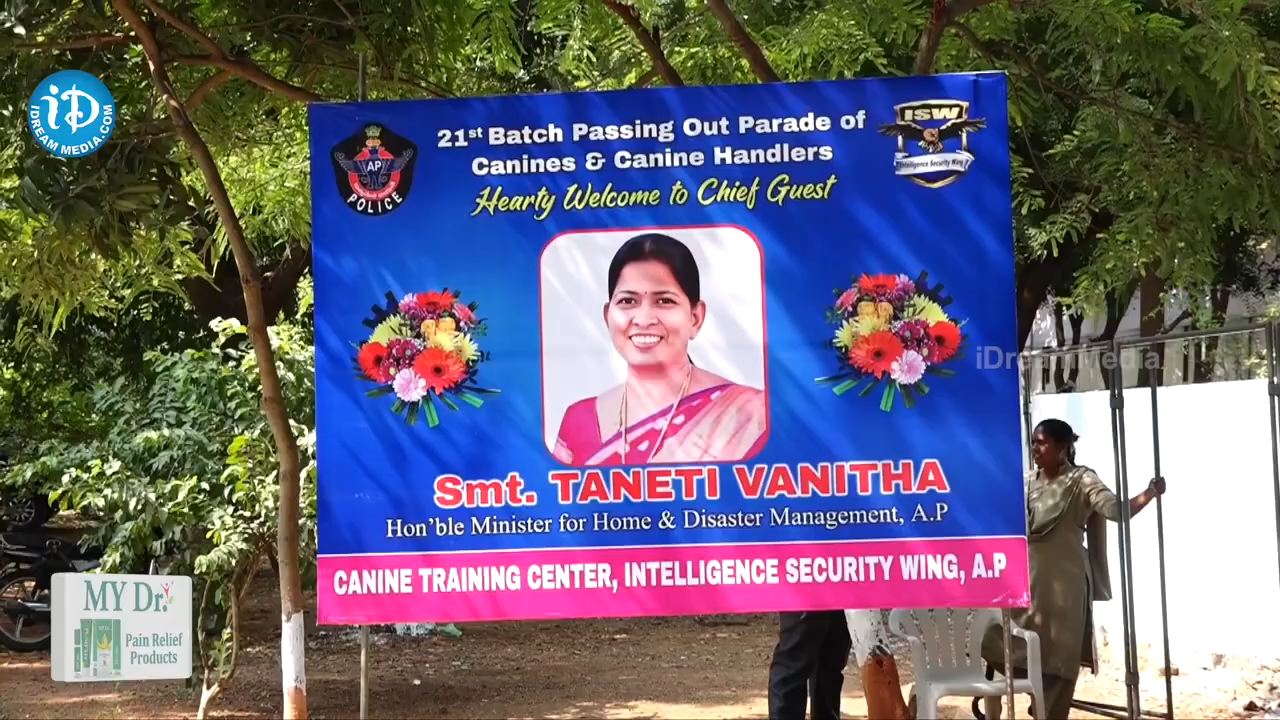 iD
IDREAM MEDIA.COM
21st Batch Passing Out Parade of
Canines & Canine Handlers
Hearty Welcome to Chief Guest
AP
POLICE
ISW
Intelligence Security Wing
Smt. TANETI VANITHA
Hon'ble Minister for Home & Disaster Management, A.P
CANINE TRAINING CENTER, INTELLIGENCE SECURITY WING, A.P
iDream Media
MY Dr.
Pain Relief
Products